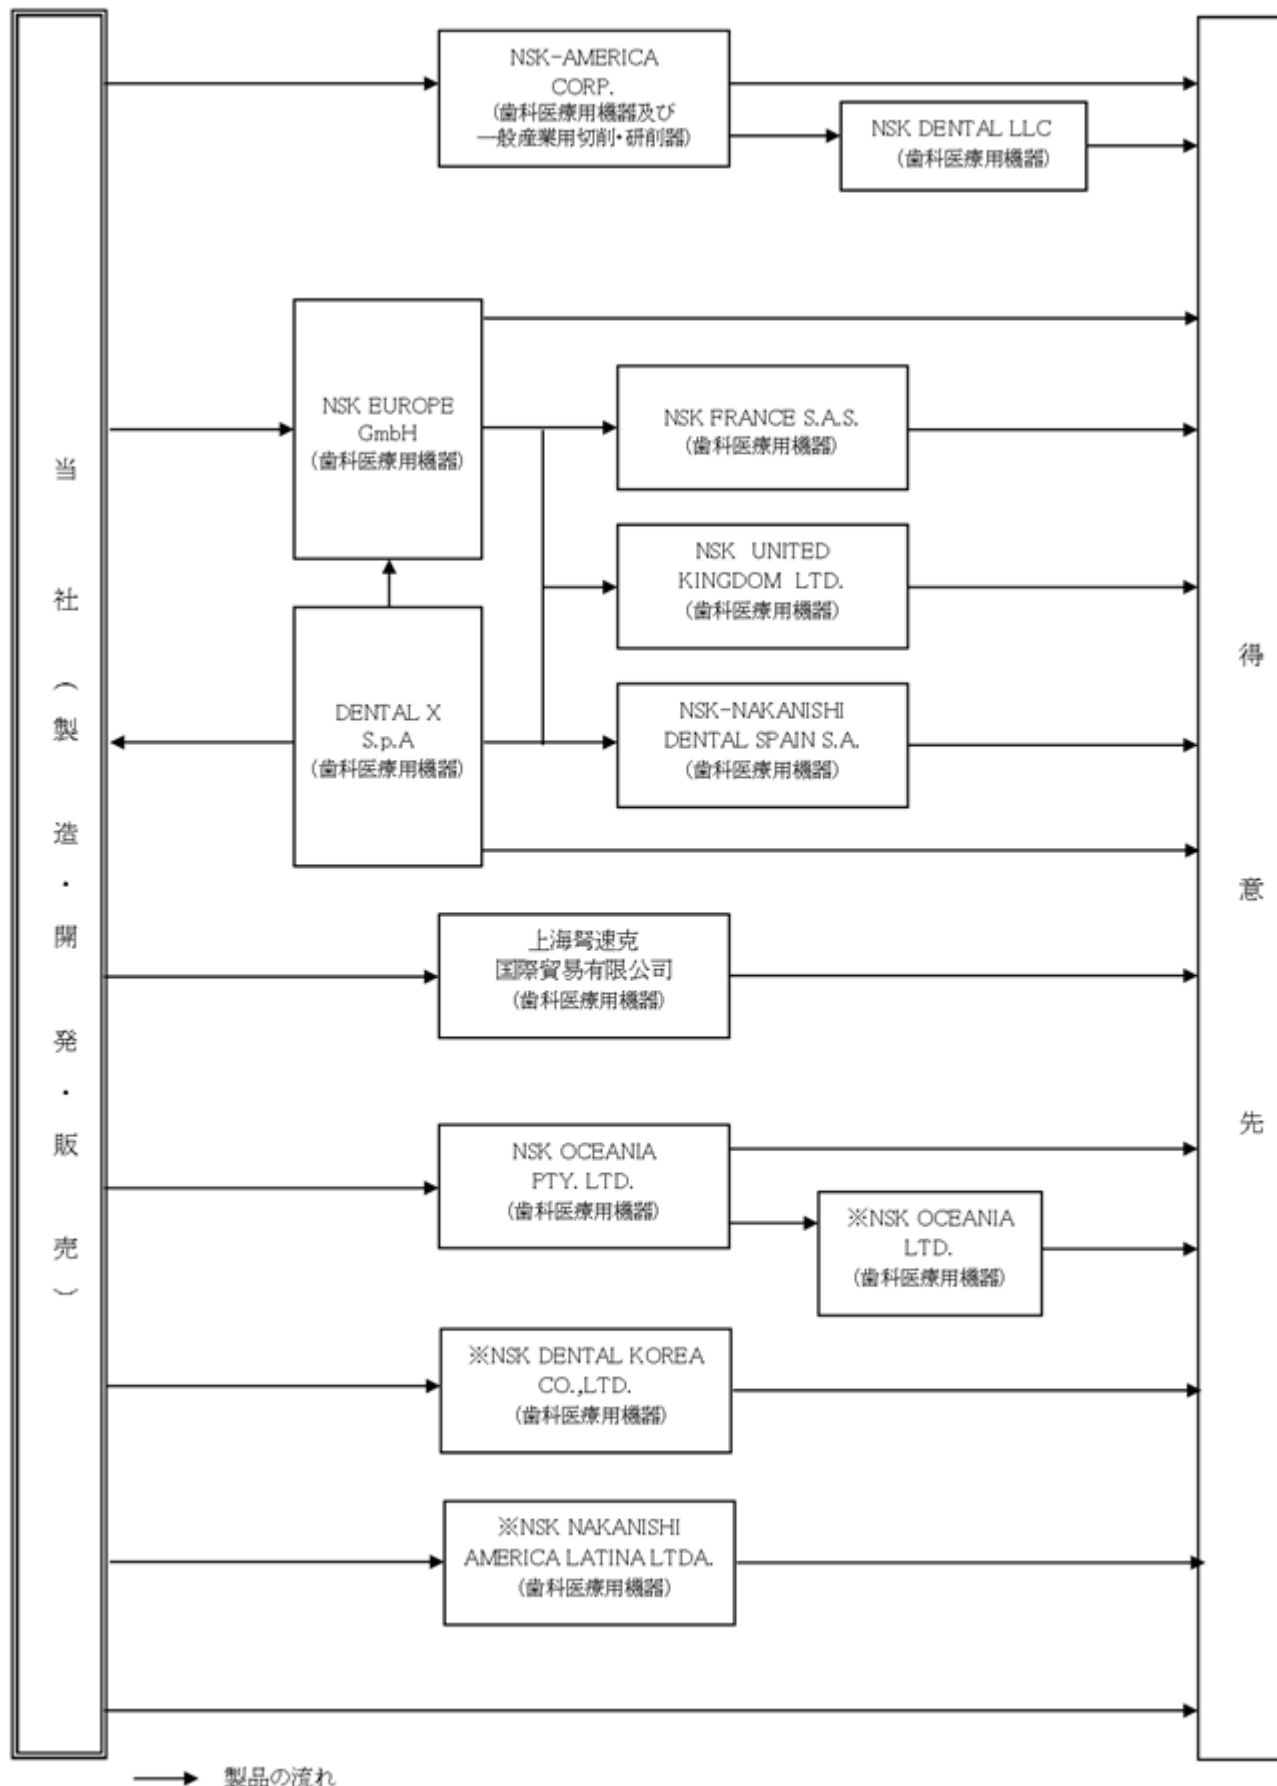 当社(製造・開発・販売)
NSK-AMERICA
CORP.
(歯科医療用機器及び
一般産業用切削・研削器)
NSK DENTAL LLC
(歯科医療用機器)
NSK EUROPE
GmbH
(歯科医療用機器)
NSK FRANCE S.A.S.
(歯科医療用機器)
NSK UNITED
KINGDOM LTD.
(歯科医療用機器)
DENTAL X
S.p.A
(歯科医療用機器)
NSK-NAKANISHI
DENTAL SPAIN S.A.
(歯科医療用機器)
上海弩速克
国際貿易有限公司
(歯科医療用機器)
NSK OCEANIA
PTY. LTD.
(歯科医療用機器)
※NSK OCEANIA
LTD.
(歯科医療用機器)
※NSK DENTAL KOREA
CO.,LTD.
(歯科医療用機器)
※NSK NAKANISHI
AMERICA LATINA LTDA.
(歯科医療用機器)
得意先
製品の流れ